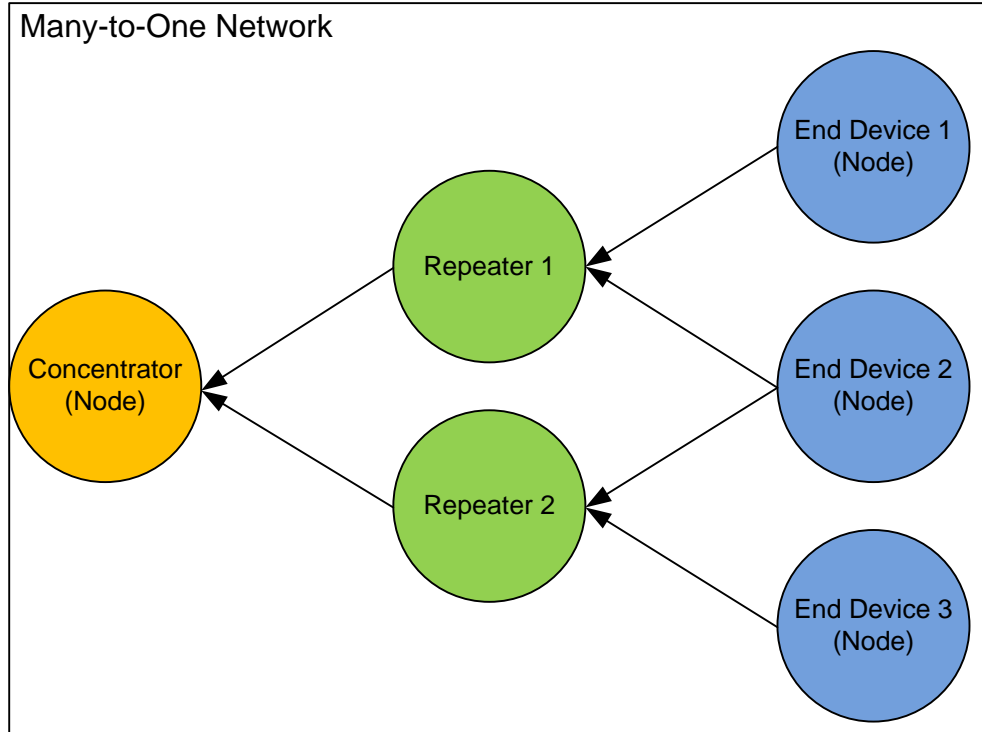 Many-to-One Network
End Device 1
(Node)
Repeater 1
Concentrator
(Node)
End Device 2
(Node)
Repeater 2
End Device 3
(Node)